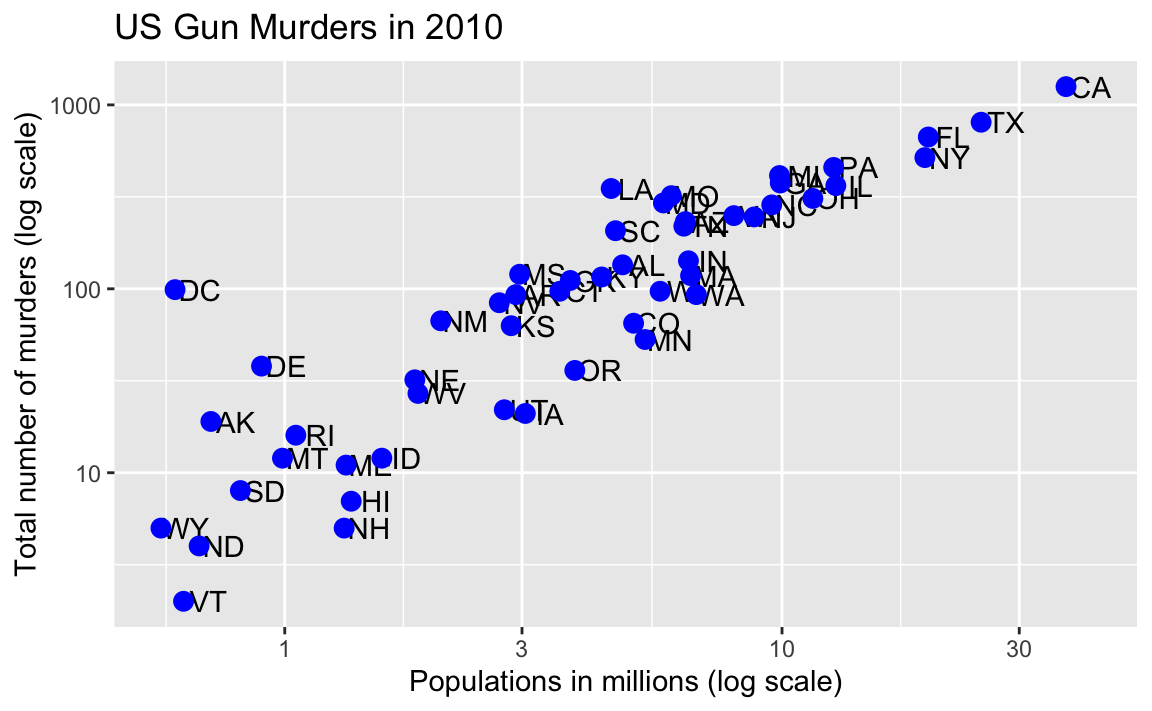 US Gun Murders in 2010
Total number of murders (log scale)
1000
100
10
CA
TX
FL
NY
PA
MI
GA
IL
OH
NC
LA
MO
MD
NJ
TN
SC
IN
MA
AL
KY
MS
CT
WA
DC
NV
NM
KS
CO
MN
OR
DE
NE
WV
UT
IA
AK
RI
MT
ME
ID
SD
HI
WY
NH
ND
VT
1
3
10
30
Populations in millions (log scale)